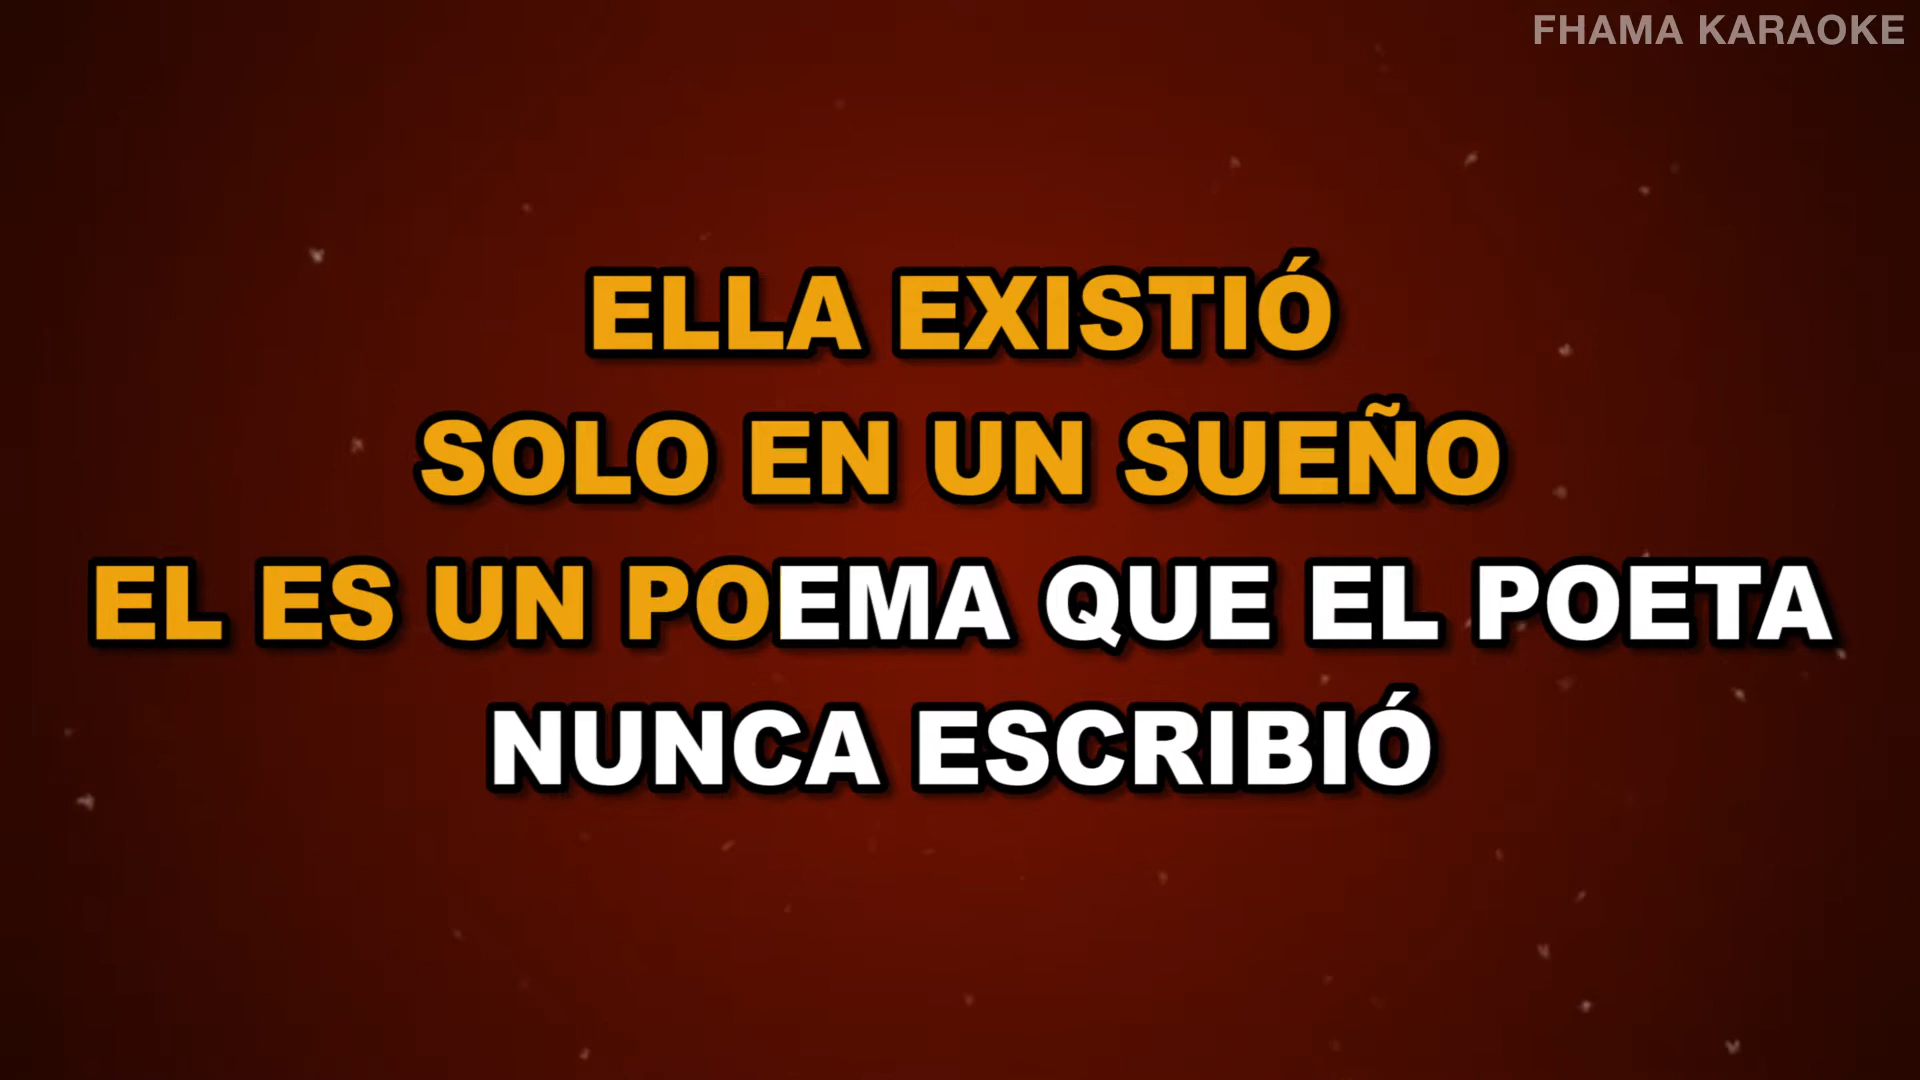 FHAMA KARAOKE
ELLA EXISTIÓ
SOLO EN UN SUEÑO
EL ES UN POEMA QUE EL POETA
NUNCA ESCRIBIÓ